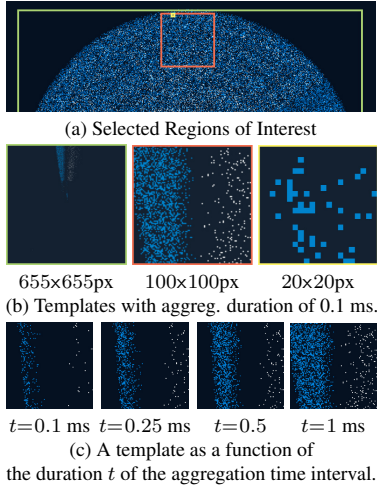 (a) Selected Regions of Interest
655×655px 100×100px 20×20px
(b) Templates with aggreg. duration of 0.1 ms.
t=0.1 ms t=0.25 ms t=0.5 t=1 ms
(c) A template as a function of
the duration t of the aggregation time interval.